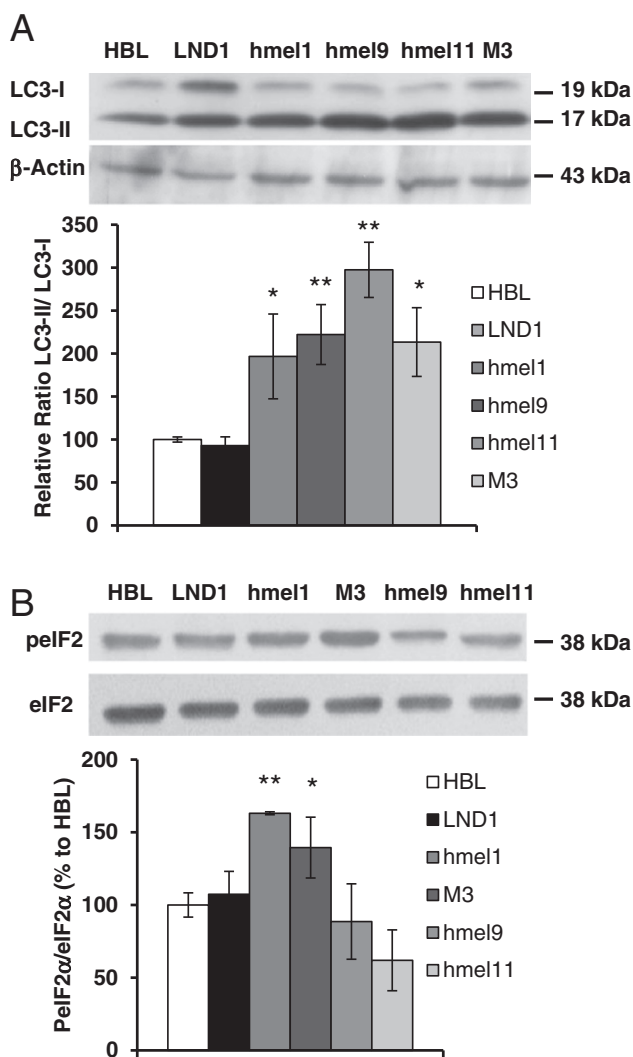 A
HBL LND1 hmel1 hmel9 hmel11 M3
LC3-I
19 kDa
LC3-II
17 kDa
β-Actin
43 kDa
Relative Ratio LC3-II/ LC3-I
350
300
250
200
150
100
50
0
* ** ** *
HBL
LND1
hmel1
hmel9
hmel11
M3
B
HBL LND1 hmel1 M3 hmel9 hmel11
peIF2
38 kDa
eIF2
38 kDa
PeIF2α/eIF2α (% to HBL)
200
150
100
50
0
** *
HBL
LND1
hmel1
M3
hmel9
hmel11